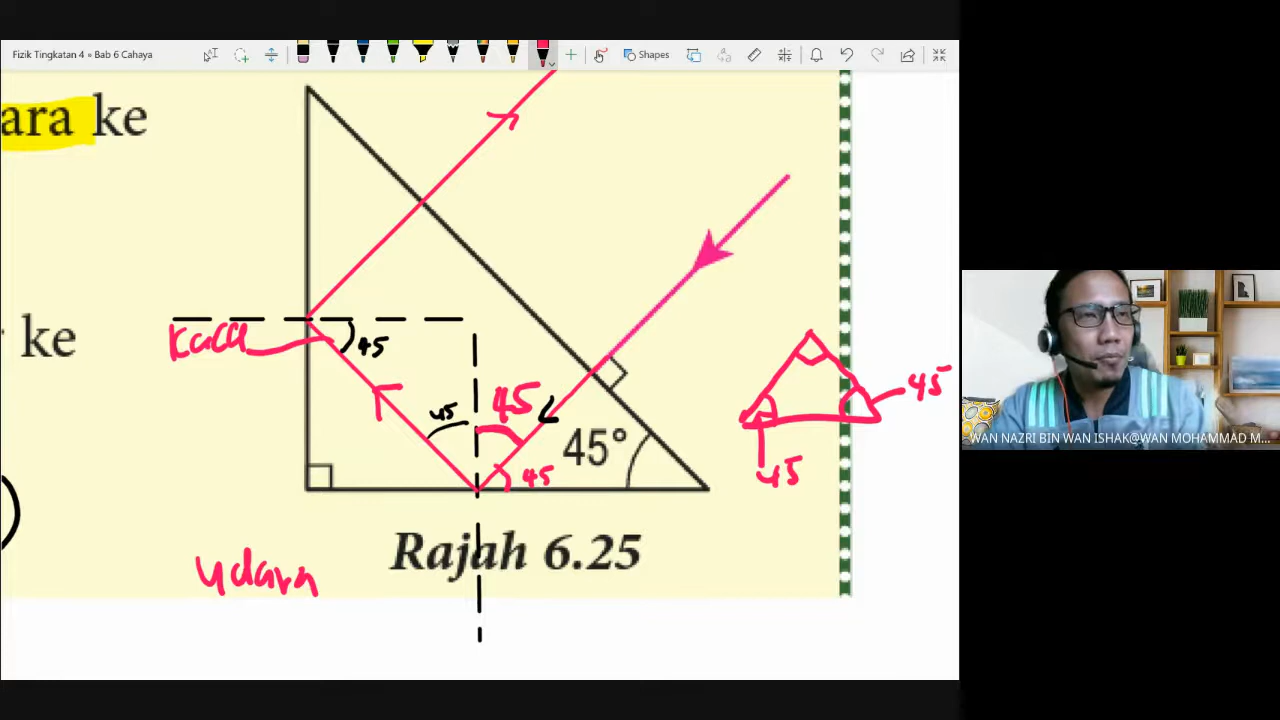 Fizik Tingkatan 4 » Bab 6 Cahaya
Shapes
ara ke
ke
kaca
45
45
45
45
45°
45
45
Rajah 6.25
udara
WAN NAZRI BIN WAN ISHAK@WAN MOHAMMAD M...